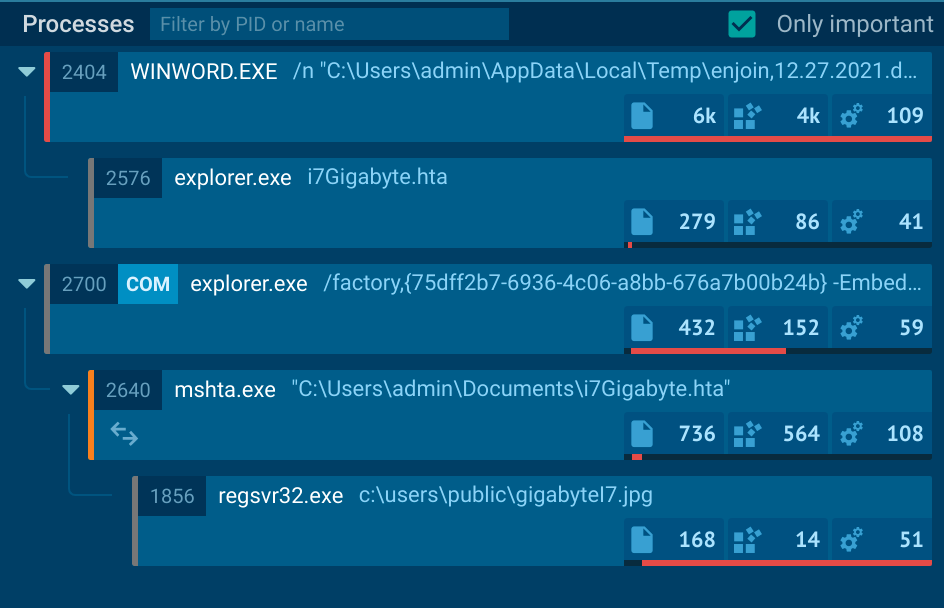 Processes Filter by PID or name Only important
2404 WINWORD.EXE /n "C:\Users\admin\AppData\Local\Temp\enjoin,12.27.2021.d...
6k 4k 109
2576 explorer.exe i7Gigabyte.hta
279 86 41
2700 COM explorer.exe /factory,{75dff2b7-6936-4c06-a8bb-676a7b00b24b} -Embed...
432 152 59
2640 mshta.exe "C:\Users\admin\Documents\i7Gigabyte.hta"
736 564 108
1856 regsvr32.exe c:\users\public\gigabyteI7.jpg
168 14 51